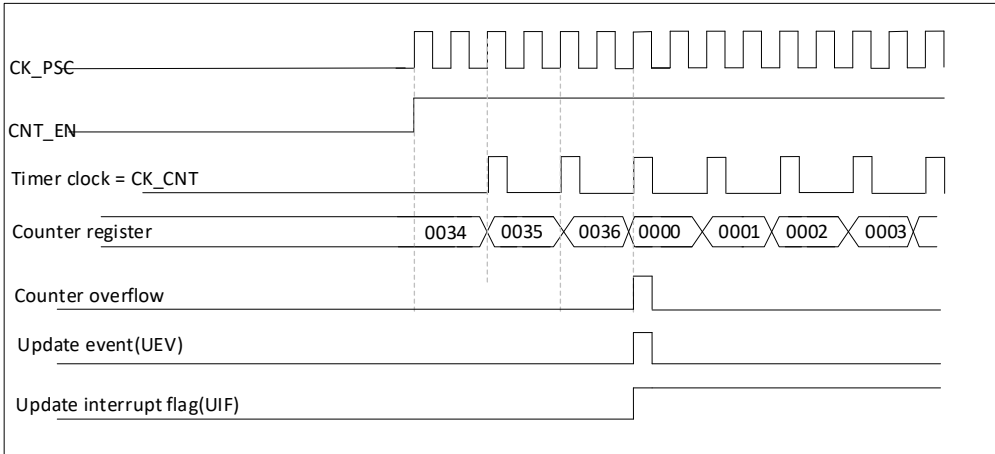 CK_PSC
CNT_EN
Timer clock = CK_CNT
Counter register 0034 0035 0036 0000 0001 0002 0003
Counter overflow
Update event(UEV)
Update interrupt flag(UIF)